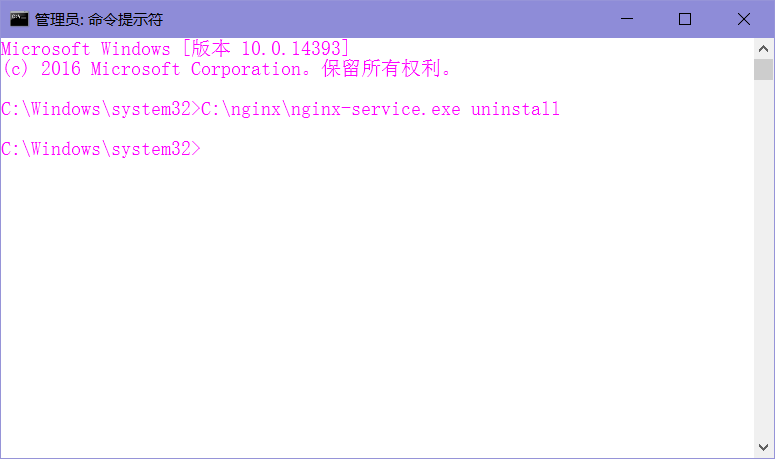 管理员: 命令提示符
Microsoft Windows [版本 10.0.14393]
(c) 2016 Microsoft Corporation。保留所有权利。
C:\Windows\system32>C:\nginx\nginx-service.exe uninstall
C:\Windows\system32>